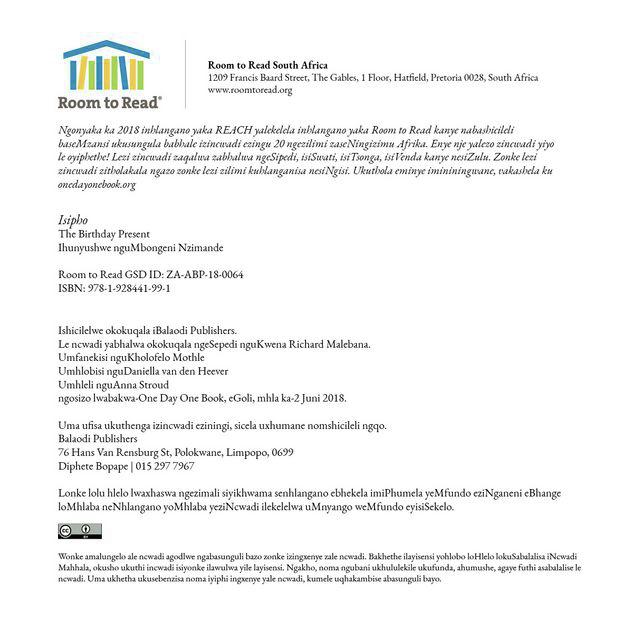 Room to Read®
Room to Read South Africa
1209 Francis Baard Street, The Gables, 1 Floor, Hatfield, Pretoria 0028, South Africa
www.roomtoread.org
Ngonyaka ka 2018 inhlangano yaka REACH yalekelela inhlangano yaka Room to Read kanye nabashicileli
baseMzansi ukusungula babhale izincwadi ezingu 20 ngezilimi zaseNingizimu Afrika. Enye nje yalezo zincwadi yiyo
le oyiphethe! Lezi zincwadi zaqalwa zabhalwa ngeSipedi, isiSwati, isiTsonga, isiVenda kanye nesiZulu. Zonke lezi
zincwadi zitholakala ngazo zonke lezi zilimi kuhlanganisa nesiNgisi. Ukuthola eminye imininingwane, vakashela ku
onedayonebook.org
Isipho
The Birthday Present
Ihunyushwe nguMbongeni Nzimande
Room to Read GSD ID: ZA-ABP-18-0064
ISBN: 978-1-928441-99-1
Ishicilelwe okokuqala iBalaodi Publishers.
Le ncwadi yabhalwa okokuqala ngeSepedi nguKwena Richard Malebana.
Umfanekisi nguKholofelo Mothle
Umhlobisi nguDaniella van den Heever
Umhleli nguAnna Stroud
ngosizo lwabakwa-One Day One Book, eGoli, mhla ka-2 Juni 2018.
Uma ufisa ukuthenga izincwadi eziningi, sicela uxhumane nomshicileli ngqo.
Balaodi Publishers
76 Hans Van Rensburg St, Polokwane, Limpopo, 0699
Diphete Bopape | 015 297 7967
Lonke lolu hlelo lwaxhaswa ngezimali siyikhwama senhlangano ebhekela imiPhumela yeMfundo eziNganeni eBhange
loMhlaba neNhlangano yoMhlaba yeziNcwadi ilekelelwa uMnyango weMfundo eyisiSekelo.
cc BY
Wonke amalungelo ale ncwadi agodlwe ngabasunguli bazo zonke izingxenye zale ncwadi. Bakhethe ilayisensi yohlobo loHlelo lokuSabalalisa iNcwadi
Mahhala, okusho ukuthi incwadi isiyonke ilawulwa yile layisensi. Ngakho, noma ngubani ukhululekile ukufunda, ahumushe, agaye futhi asabalalise le
ncwadi. Uma ukhetha ukusebenzisa noma iyiphi ingxenye yale ncwadi, kumele uqhakambise abasunguli bayo.